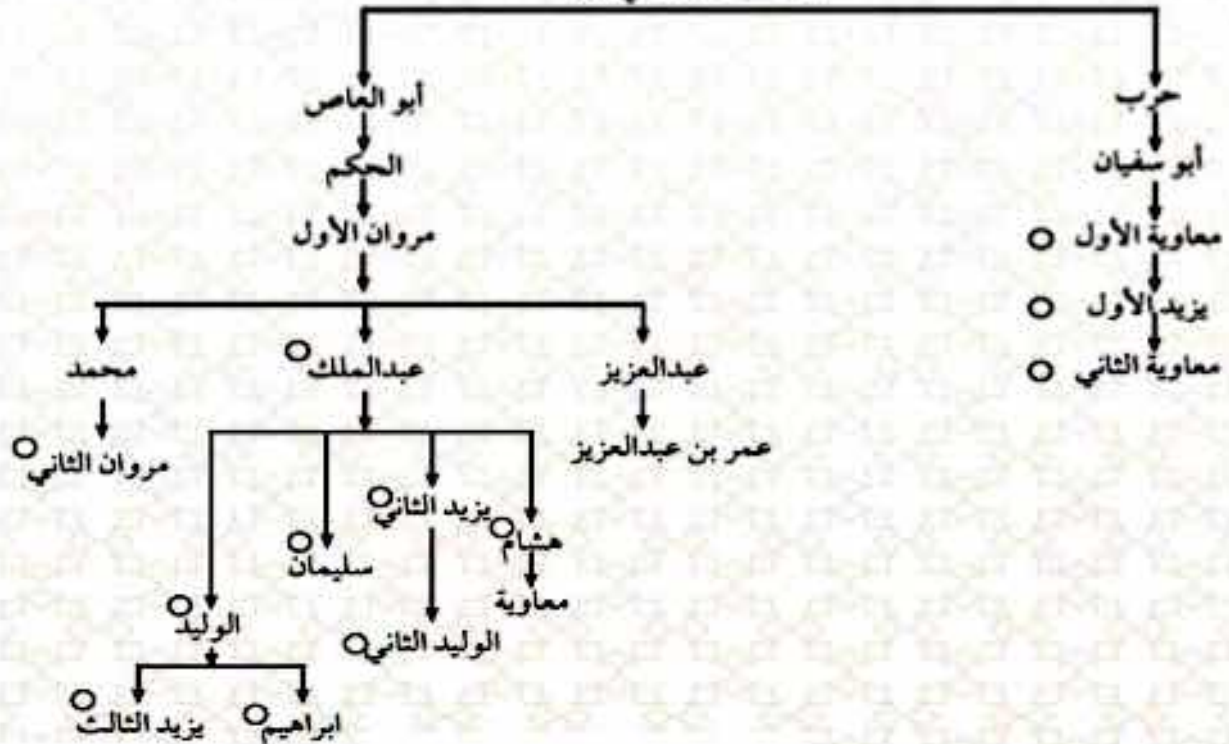 حرب
أبو العاص
أبو سفيان
الحكم
معاوية الأول
مروان الأول
يزيد الأول
معاوية الثاني
عبدالعزيز
عبدالملك
محمد
عمر بن عبدالعزيز
مروان الثاني
يزيد الثاني
هشام
سليمان
معاوية
الوليد
الوليد الثاني
ابراهيم
يزيد الثالث